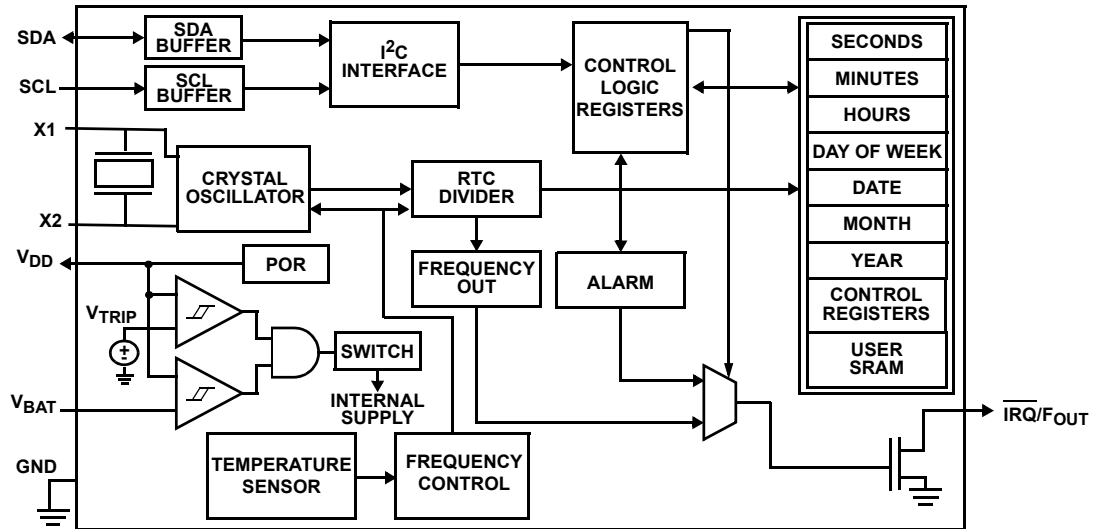 SDA
SDA
BUFFER
SCL
SCL
BUFFER
I²C
INTERFACE
CONTROL
LOGIC
REGISTERS
SECONDS
MINUTES
HOURS
DAY OF WEEK
DATE
MONTH
YEAR
CONTROL
REGISTERS
USER
SRAM
X1
X2
CRYSTAL
OSCILLATOR
RTC
DIVIDER
FREQUENCY
OUT
ALARM
VDD
POR
VTRIP
SWITCH
INTERNAL
SUPPLY
VBAT
GND
TEMPERATURE
SENSOR
FREQUENCY
CONTROL
IRQ/FOUT